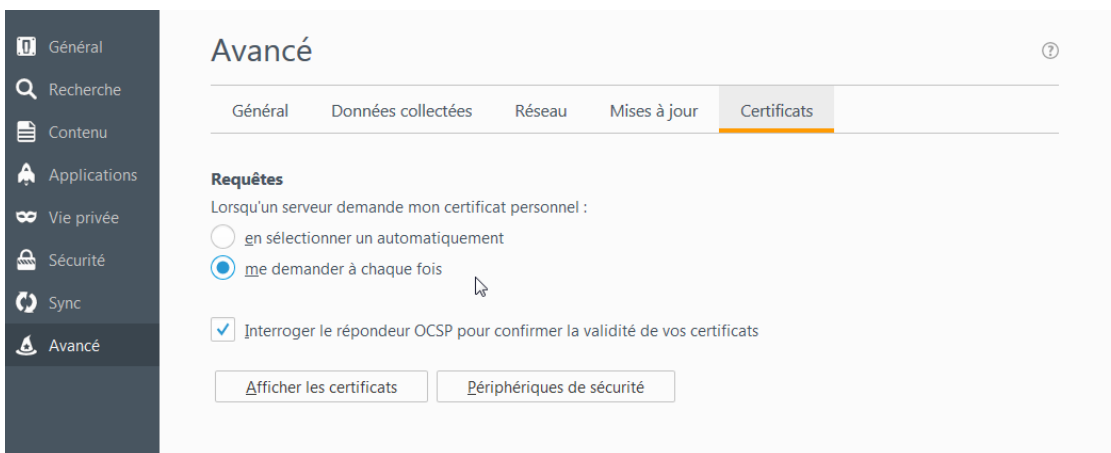 Général
Recherche
Contenu
Applications
Vie privée
Sécurité
Sync
Avancé
Avancé
?
Général Données collectées Réseau Mises à jour Certificats
Requêtes
Lorsqu'un serveur demande mon certificat personnel :
en sélectionner un automatiquement
me demander à chaque fois
Interroger le répondeur OCSP pour confirmer la validité de vos certificats
Afficher les certificats Périphériques de sécurité